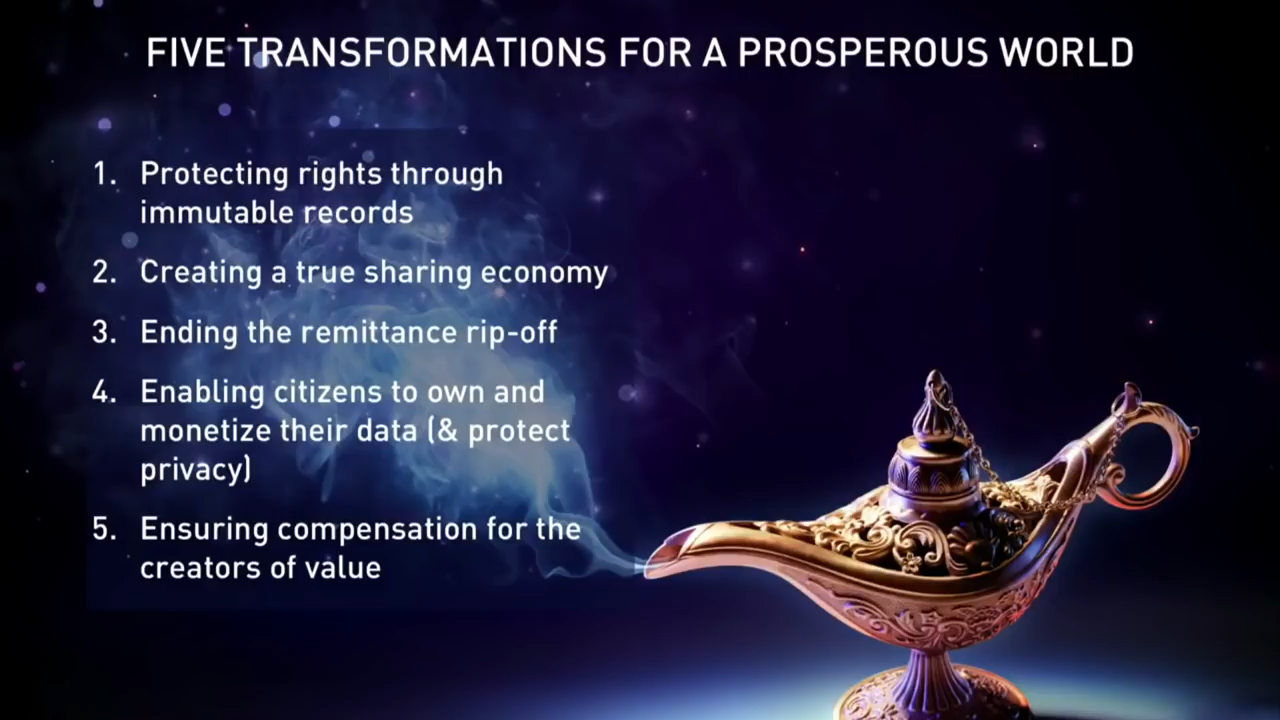 FIVE TRANSFORMATIONS FOR A PROSPEROUS WORLD
1. Protecting rights through
immutable records
2. Creating a true sharing economy
3. Ending the remittance rip-off
4. Enabling citizens to own and
monetize their data (& protect
privacy)
5. Ensuring compensation for the
creators of value